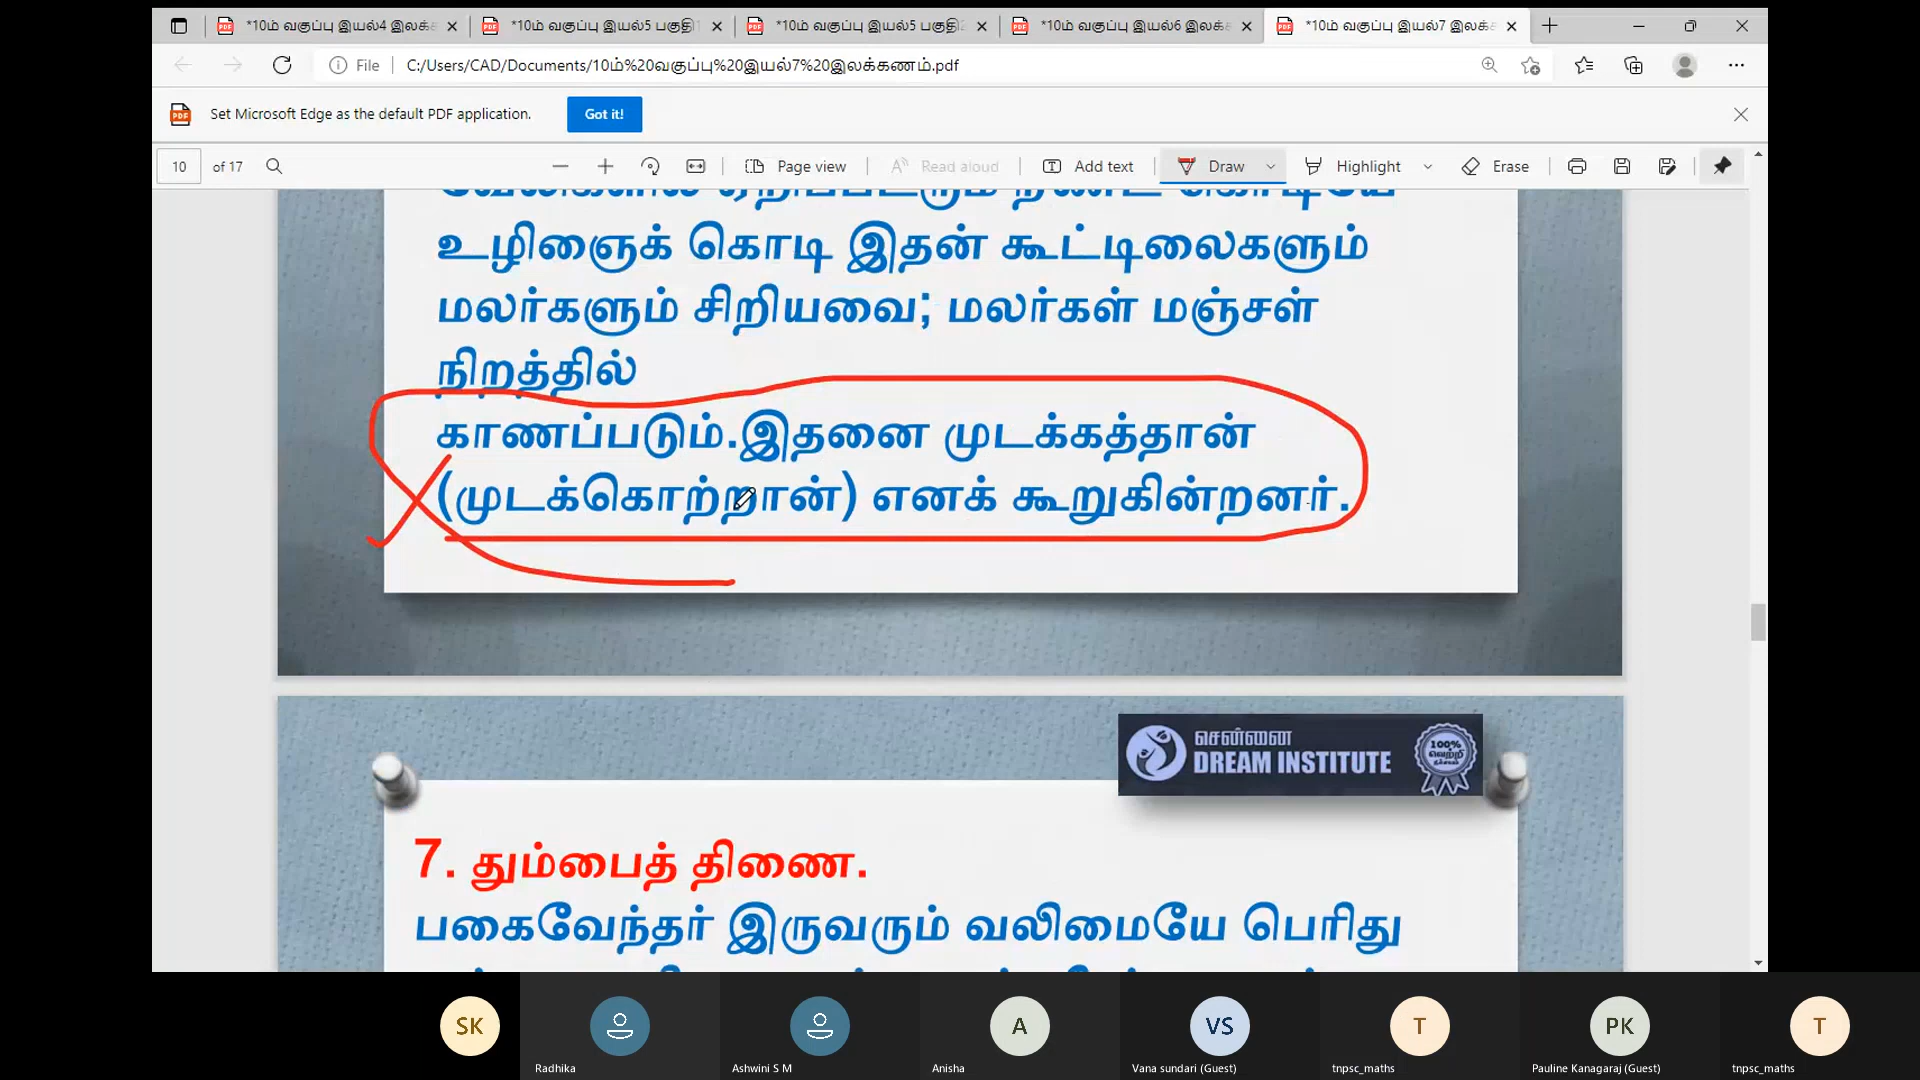 *10ம் வகுப்பு இயல்4 இலக்க
*10ம் வகுப்பு இயல்5 பகுதி1
*10ம் வகுப்பு இயல்5 பகுதி2
*10ம் வகுப்பு இயல்6 இலக்க
*10ம் வகுப்பு இயல்7 இலக்க
File
C:/Users/CAD/Documents/10ம்%20வகுப்பு%20இயல்7%20இலக்கணம்.pdf
PDF Set Microsoft Edge as the default PDF application. Got it!
10 of 17
Page view
Read aloud
Add text
Draw
Highlight
Erase
உழிஞைக் கொடி இதன் கூட்டிலைகளும்
மலர்களும் சிறியவை; மலர்கள் மஞ்சள்
நிறத்தில்
காணப்படும்.இதனை முடக்கத்தான்
(முடக்கொற்றான்) எனக் கூறுகின்றனர்.
சென்னை
DREAM INSTITUTE
100%
வெற்றி
7. தும்பைத் திணை.
பகைவேந்தர் இருவரும் வலிமையே பெரிது
SK
A
VS
T
PK
T
Radhika
Ashwini S M
Anisha
Vana sundari (Guest)
tnpsc_maths
Pauline Kanagaraj (Guest)
tnpsc_maths